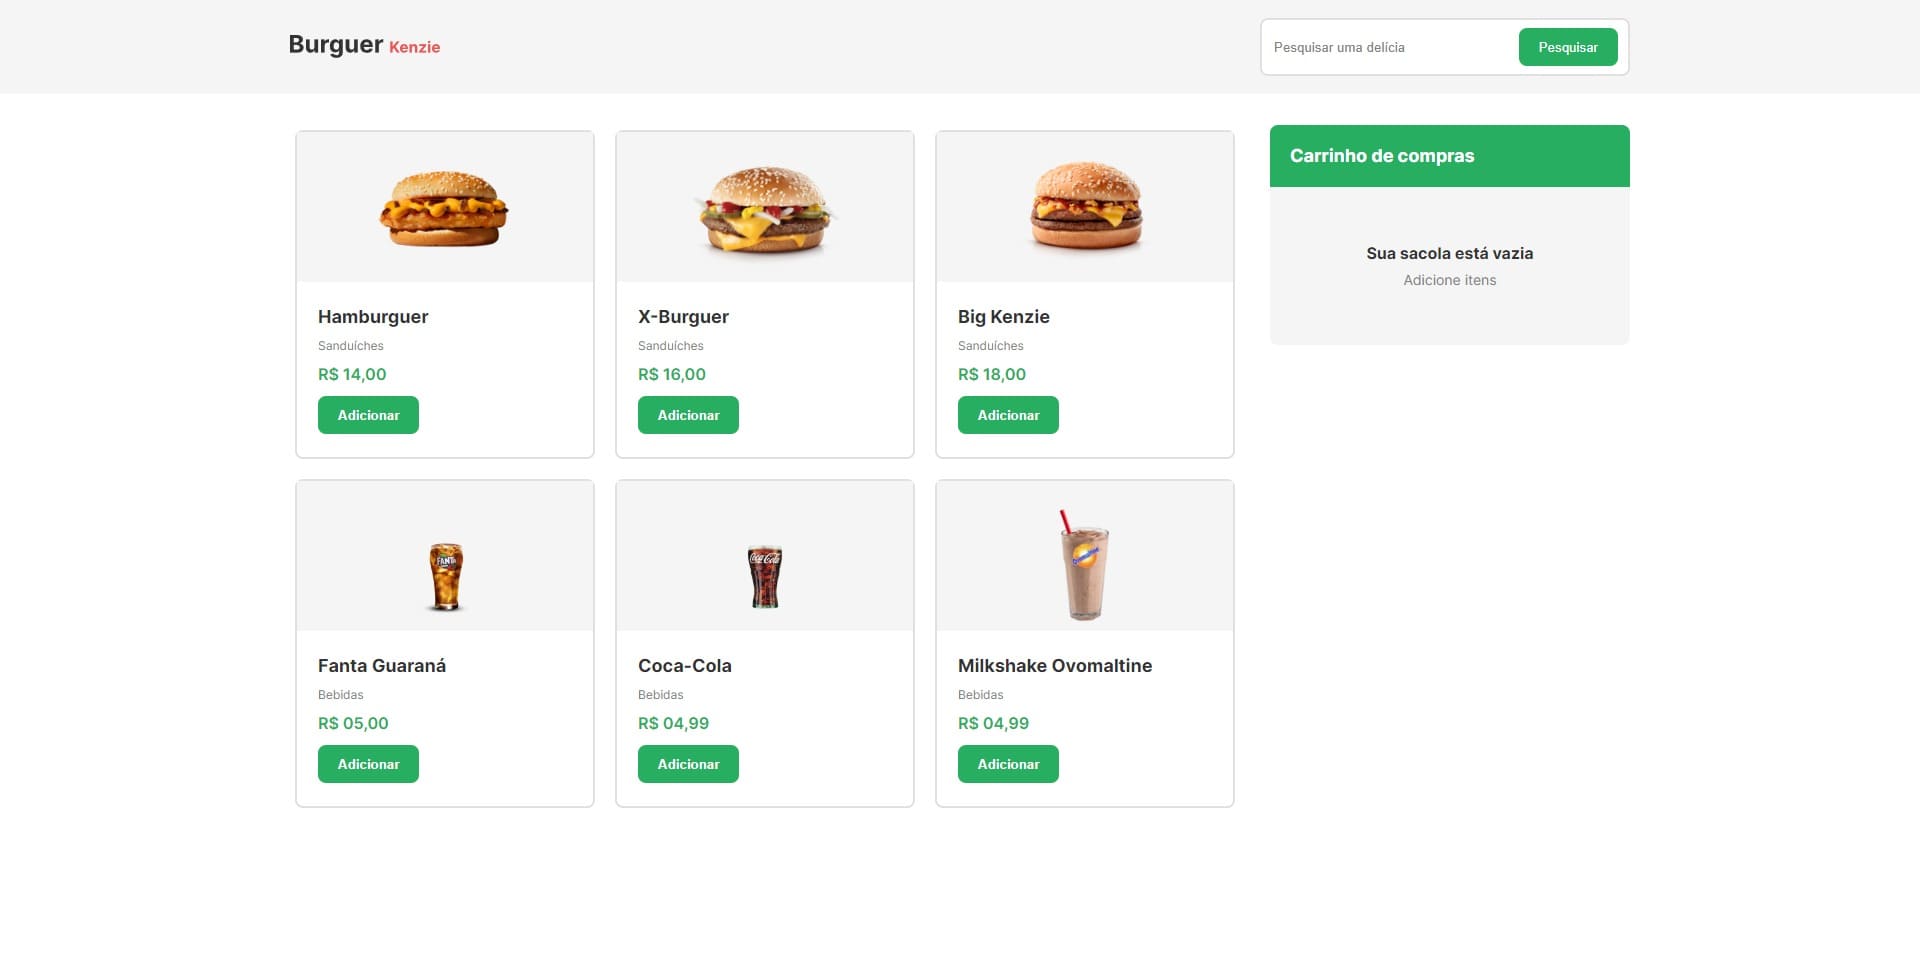 Burguer Kenzie
Pesquisar uma delícia
Pesquisar
Carrinho de compras
Sua sacola está vazia
Adicione itens
Hamburguer
Sanduíches
R$ 14,00
Adicionar
X-Burguer
Sanduíches
R$ 16,00
Adicionar
Big Kenzie
Sanduíches
R$ 18,00
Adicionar
FANTA
Fanta Guaraná
Bebidas
R$ 05,00
Adicionar
Coca-Cola
Coca-Cola
Bebidas
R$ 04,99
Adicionar
Ovomaltine
Milkshake Ovomaltine
Bebidas
R$ 04,99
Adicionar